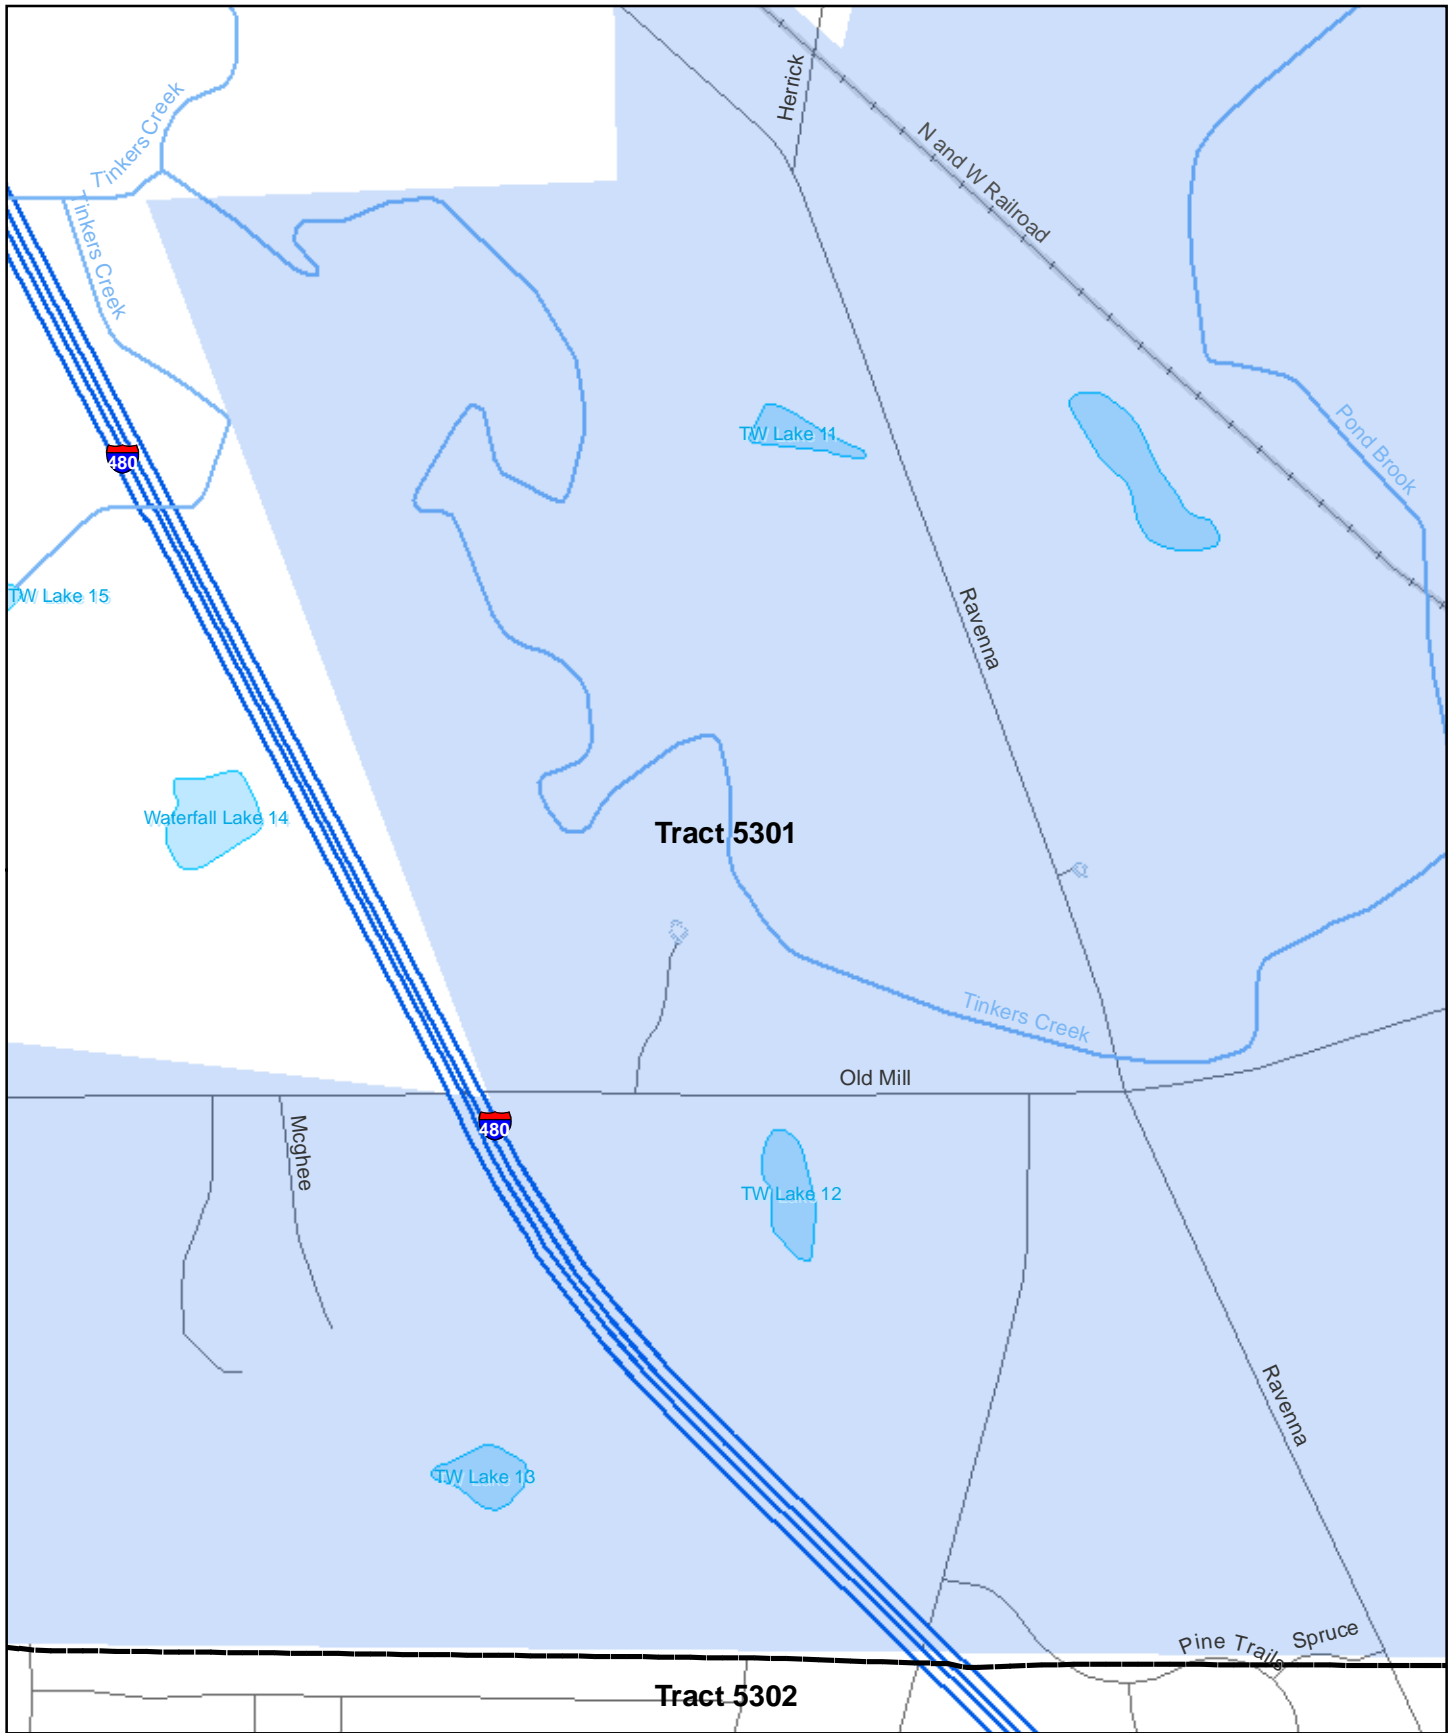 Herrick
N and W Railroad
Tinkers Creek
Tinkers Creek
Pond Brook
TW Lake 11
480
TW Lake 15
Ravenna
Waterfall Lake 14
Tract 5301
Tinkers Creek
Old Mill
Mcghee
480
TW Lake 12
Ravenna
TW Lake 13
Pine Trails
Spruce
Tract 5302